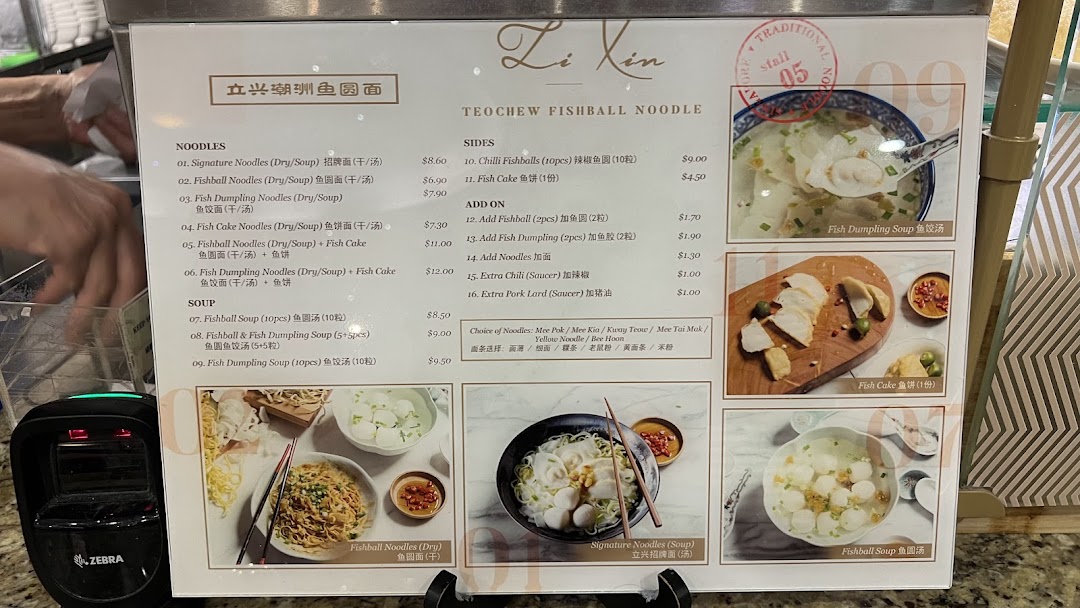 立兴潮洲鱼圆面
Li Xin
TEOCHEW FISHBALL NOODLE
TRADITIONAL
stall
05
NOODLES
01. Signature Noodles (Dry/Soup) 招牌面(干/汤) $8.60
02. Fishball Noodles (Dry/Soup) 鱼圆面(干/汤) $6.90
03. Fish Dumpling Noodles (Dry/Soup) $7.90
鱼饺面(干/汤)
04. Fish Cake Noodles (Dry/Soup) 鱼饼面(干/汤) $7.30
05. Fishball Noodles (Dry/Soup) + Fish Cake $11.00
鱼圆面(干/汤) + 鱼饼
06. Fish Dumpling Noodles (Dry/Soup) + Fish Cake $12.00
鱼饺面(干/汤) + 鱼饼
SOUP
07. Fishball Soup (10pcs) 鱼圆汤(10粒) $8.50
08. Fishball & Fish Dumpling Soup (5+5pcs) $9.00
鱼圆鱼饺汤(5+5粒)
09. Fish Dumpling Soup (10pcs) 鱼饺汤(10粒) $9.50
SIDES
10. Chilli Fishballs (10pcs) 辣椒鱼圆(10粒) $9.00
11. Fish Cake 鱼饼(1份) $4.50
ADD ON
12. Add Fishball (2pcs) 加鱼圆(2粒) $1.70
13. Add Fish Dumpling (2pcs) 加鱼胶(2粒) $1.90
14. Add Noodles 加面 $1.30
15. Extra Chili (Saucer) 加辣椒 $1.00
16. Extra Pork Lard (Saucer) 加猪油 $1.00
Choice of Noodles: Mee Pok / Mee Kia / Kway Teow / Mee Tai Mak /
Yellow Noodle / Bee Hoon
面条选择: 面薄 / 细面 / 粿条 / 老鼠粉 / 黄面条 / 米粉
09
Fish Dumpling Soup 鱼饺汤
11
Fish Cake 鱼饼(1份)
02
Fishball Noodles (Dry)
鱼圆面(干)
01
Signature Noodles (Soup)
立兴招牌面(汤)
07
Fishball Soup 鱼圆汤
ZEBRA